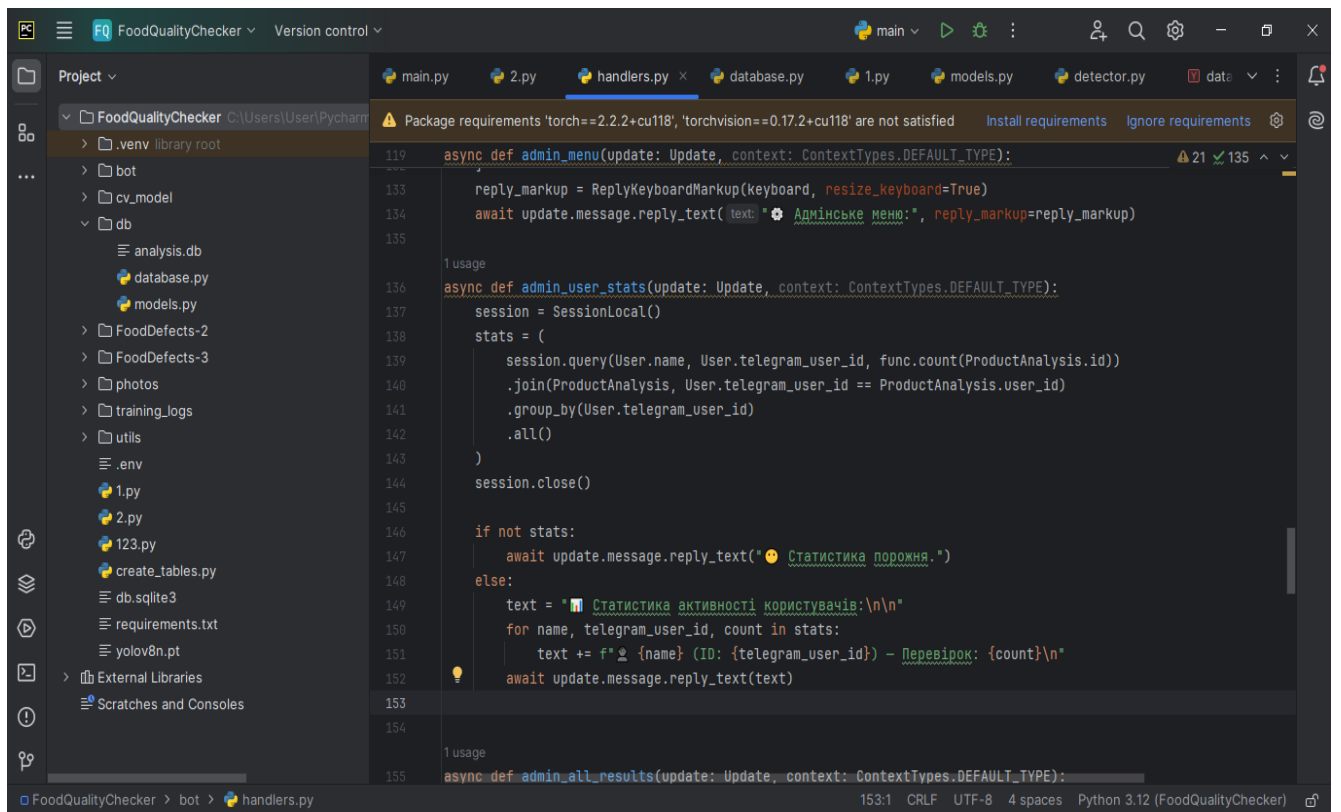 PC
FQ FoodQualityChecker Version control main
Project
main.py 2.py handlers.py database.py 1.py models.py detector.py data
FoodQualityChecker C:\Users\User\Pycharm
.venv library root
bot
cv_model
db
analysis.db
database.py
models.py
FoodDefects-2
FoodDefects-3
photos
training_logs
utils
.env
1.py
2.py
123.py
create_tables.py
db.sqlite3
requirements.txt
yolov8n.pt
External Libraries
Scratches and Consoles
Package requirements 'torch==2.2.2+cu118', 'torchvision==0.17.2+cu118' are not satisfied Install requirements Ignore requirements
119 async def admin_menu(update: Update, context: ContextTypes.DEFAULT_TYPE): 21 135
133 reply_markup = ReplyKeyboardMarkup(keyboard, resize_keyboard=True)
134 await update.message.reply_text( text: "⚙ Адмінське меню:", reply_markup=reply_markup)
135
1 usage
136 async def admin_user_stats(update: Update, context: ContextTypes.DEFAULT_TYPE):
137 session = SessionLocal()
138 stats = (
139 session.query(User.name, User.telegram_user_id, func.count(ProductAnalysis.id))
140 .join(ProductAnalysis, User.telegram_user_id == ProductAnalysis.user_id)
141 .group_by(User.telegram_user_id)
142 .all()
143 )
144 session.close()
145
146 if not stats:
147 await update.message.reply_text("😶 Статистика порожня.")
148 else:
149 text = "📊 Статистика активності користувачів:\n\n"
150 for name, telegram_user_id, count in stats:
151 text += f"👤 {name} (ID: {telegram_user_id}) — Перевірок: {count}\n"
152 await update.message.reply_text(text)
153
154
1 usage
155 async def admin_all_results(update: Update, context: ContextTypes.DEFAULT_TYPE):
FoodQualityChecker > bot > handlers.py 153:1 CRLF UTF-8 4 spaces Python 3.12 (FoodQualityChecker)